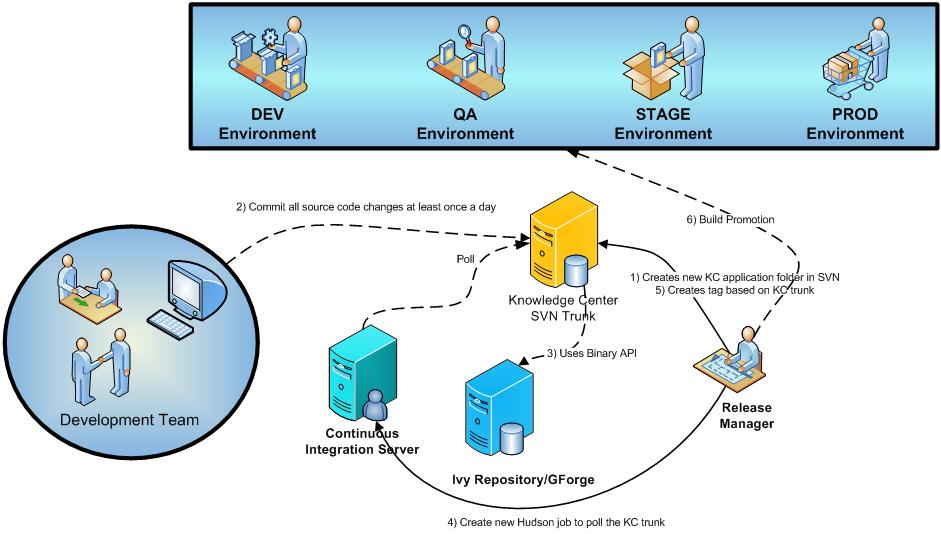 DEV
Environment
QA
Environment
STAGE
Environment
PROD
Environment
2) Commit all source code changes at least once a day
6) Build Promotion
Poll
1) Creates new KC application folder in SVN
5) Creates tag based on KC trunk
Knowledge Center
SVN Trunk
3) Uses Binary API
Development Team
Release
Manager
Continuous
Integration Server
Ivy Repository/GForge
4) Create new Hudson job to poll the KC trunk